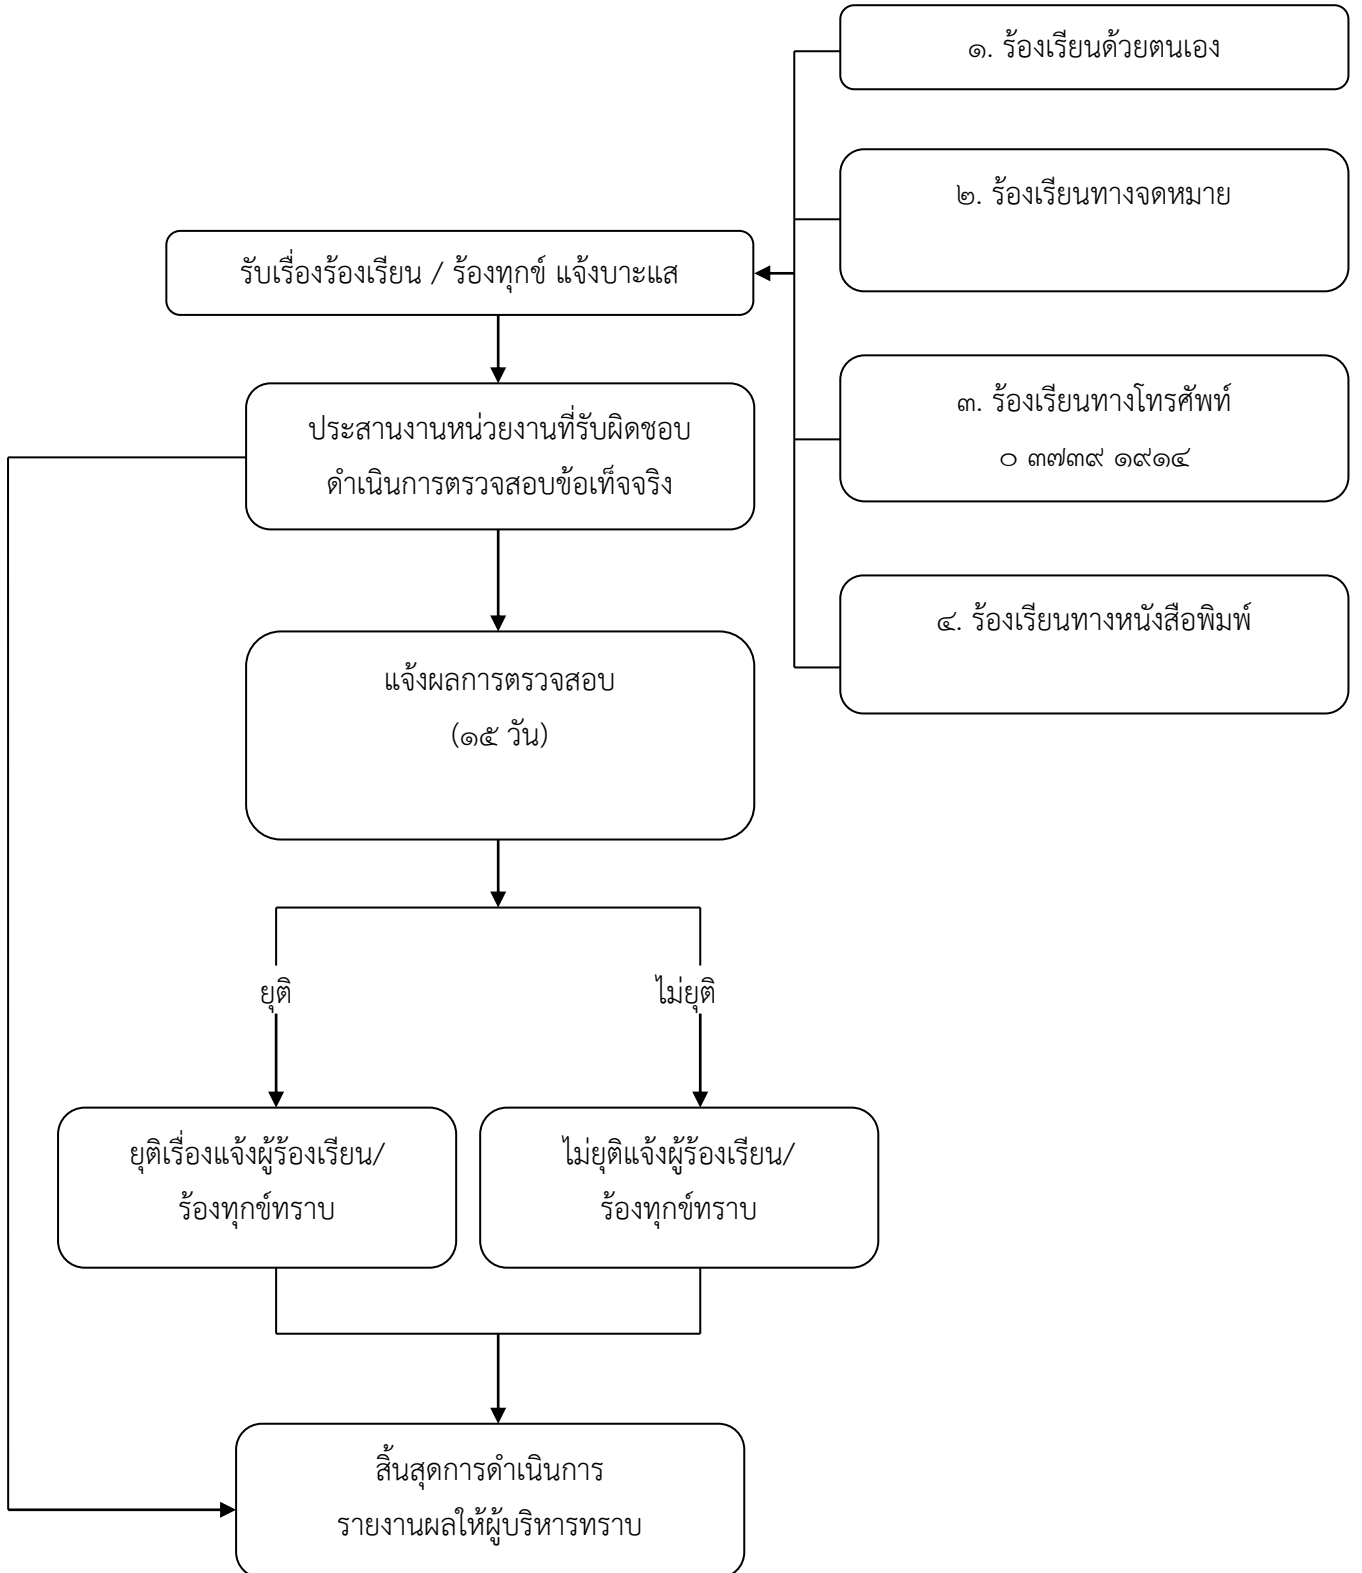 ๑. ร้องเรียนด้วยตนเอง
๒. ร้องเรียนทางจดหมาย
รับเรื่องร้องเรียน / ร้องทุกข์ แจ้งบาะแส
๓. ร้องเรียนทางโทรศัพท์
๐ ๓๗๓๙ ๑๙๑๔
ประสานงานหน่วยงานที่รับผิดชอบ
ดำเนินการตรวจสอบข้อเท็จจริง
๔. ร้องเรียนทางหนังสือพิมพ์
แจ้งผลการตรวจสอบ
(๑๕ วัน)
ยุติ
ไม่ยุติ
ยุติเรื่องแจ้งผู้ร้องเรียน/
ร้องทุกข์ทราบ
ไม่ยุติแจ้งผู้ร้องเรียน/
ร้องทุกข์ทราบ
สิ้นสุดการดำเนินการ
รายงานผลให้ผู้บริหารทราบ